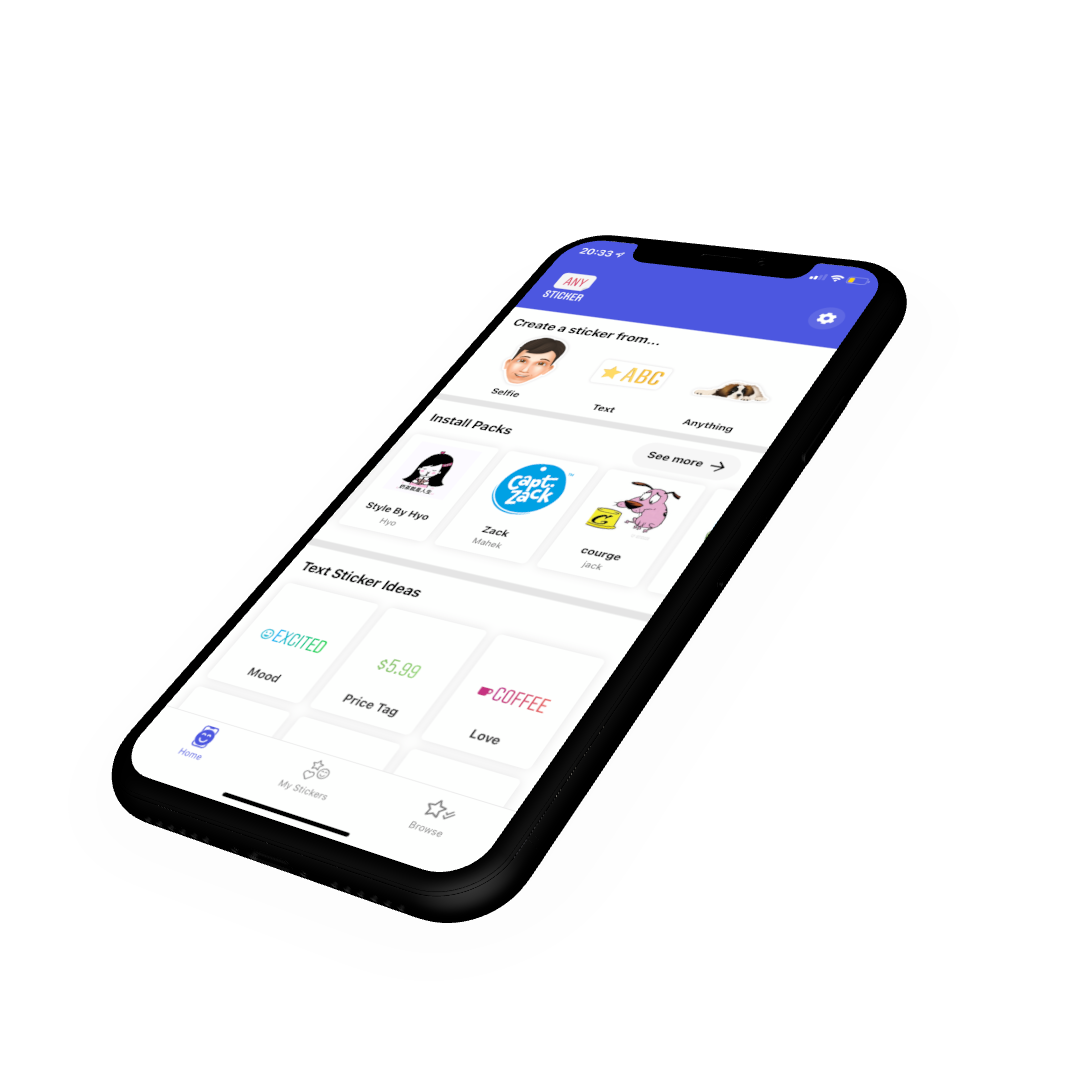 20:33
ANY
STICKER
Create a sticker from...
Selfie
ABC
Text
Anything
Install Packs
See more
Capt.
Zack
Style By Hyo
Hyo
Zack
Mahek
courge
jack
Text Sticker Ideas
EXCITED
Mood
$5.99
Price Tag
COFFEE
Love
Home
My Stickers
Browse